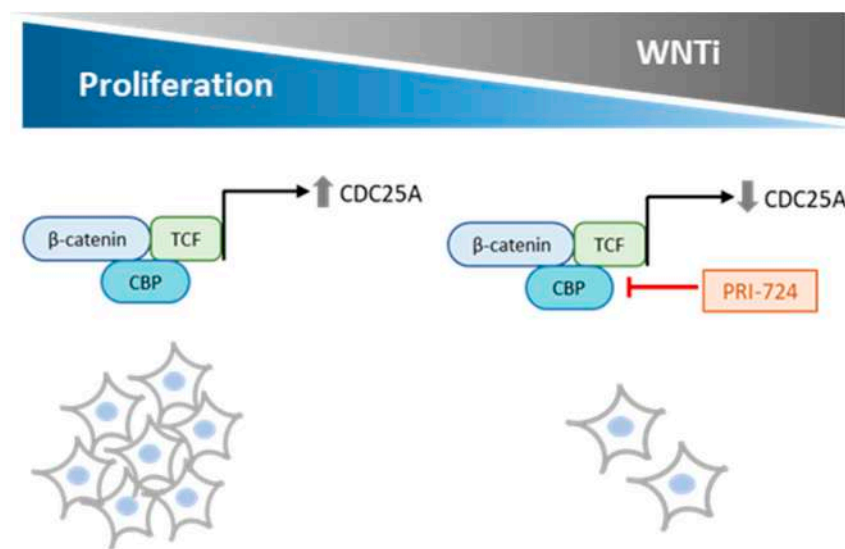 WNTi
Proliferation
CDC25A
β-catenin
TCF
CBP
CDC25A
β-catenin
TCF
CBP
PRI-724